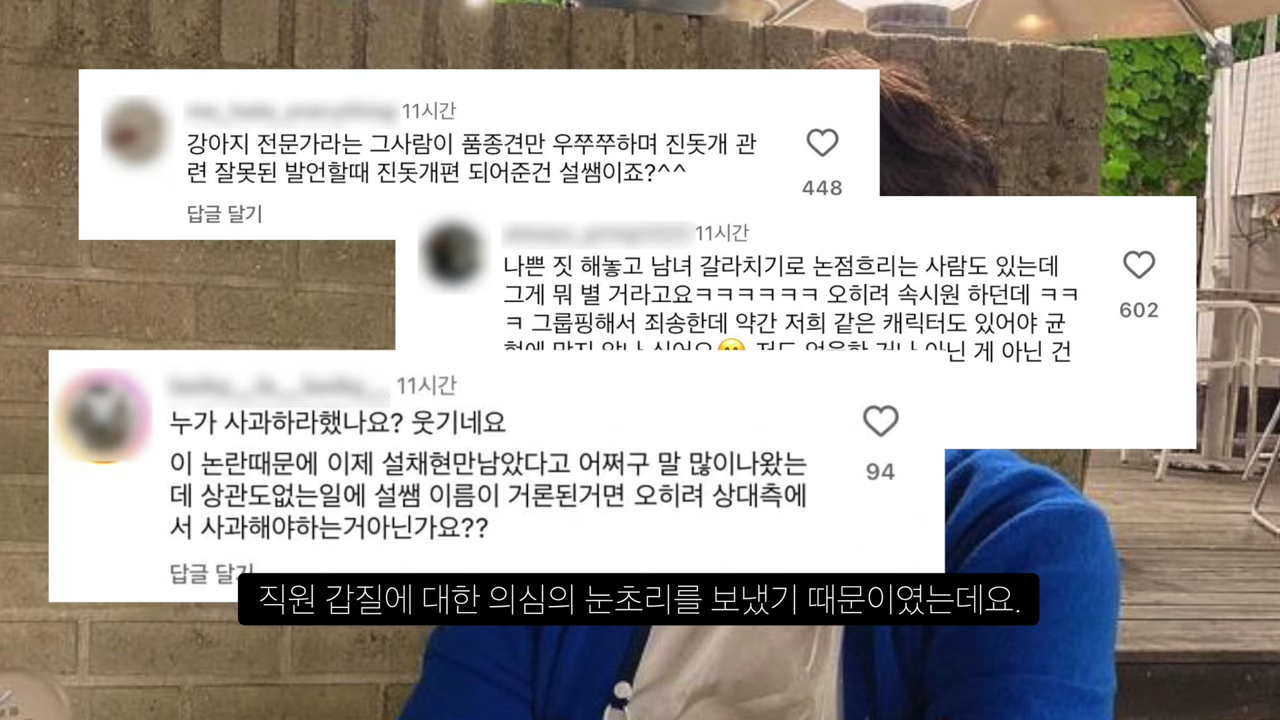 11시간
강아지 전문가라는 그사람이 품종견만 우쭈쭈하며 진돗개 관
련 잘못된 발언할때 진돗개편 되어준건 설쌤이죠?^^
448
답글 달기
11시간
나쁜 짓 해놓고 남녀 갈라치기로 논점흐리는 사람도 있는데
그게 뭐 별 거라고요ㅋㅋㅋㅋㅋㅋ 오히려 속시원 하던데 ㅋㅋ
ㅋ 그룹핑해서 죄송한데 약간 저희 같은 캐릭터도 있어야 균
아닌 게 아닌 건
602
11시간
누가 사과하라했나요? 웃기네요
이 논란때문에 이제 설채현만남았다고 어쩌구 말 많이나왔는
데 상관도없는일에 설쌤 이름이 거론된거면 오히려 상대측에
서 사과해야하는거아닌가요??
94
답글 달기
직원 갑질에 대한 의심의 눈초리를 보냈기 때문이였는데요.